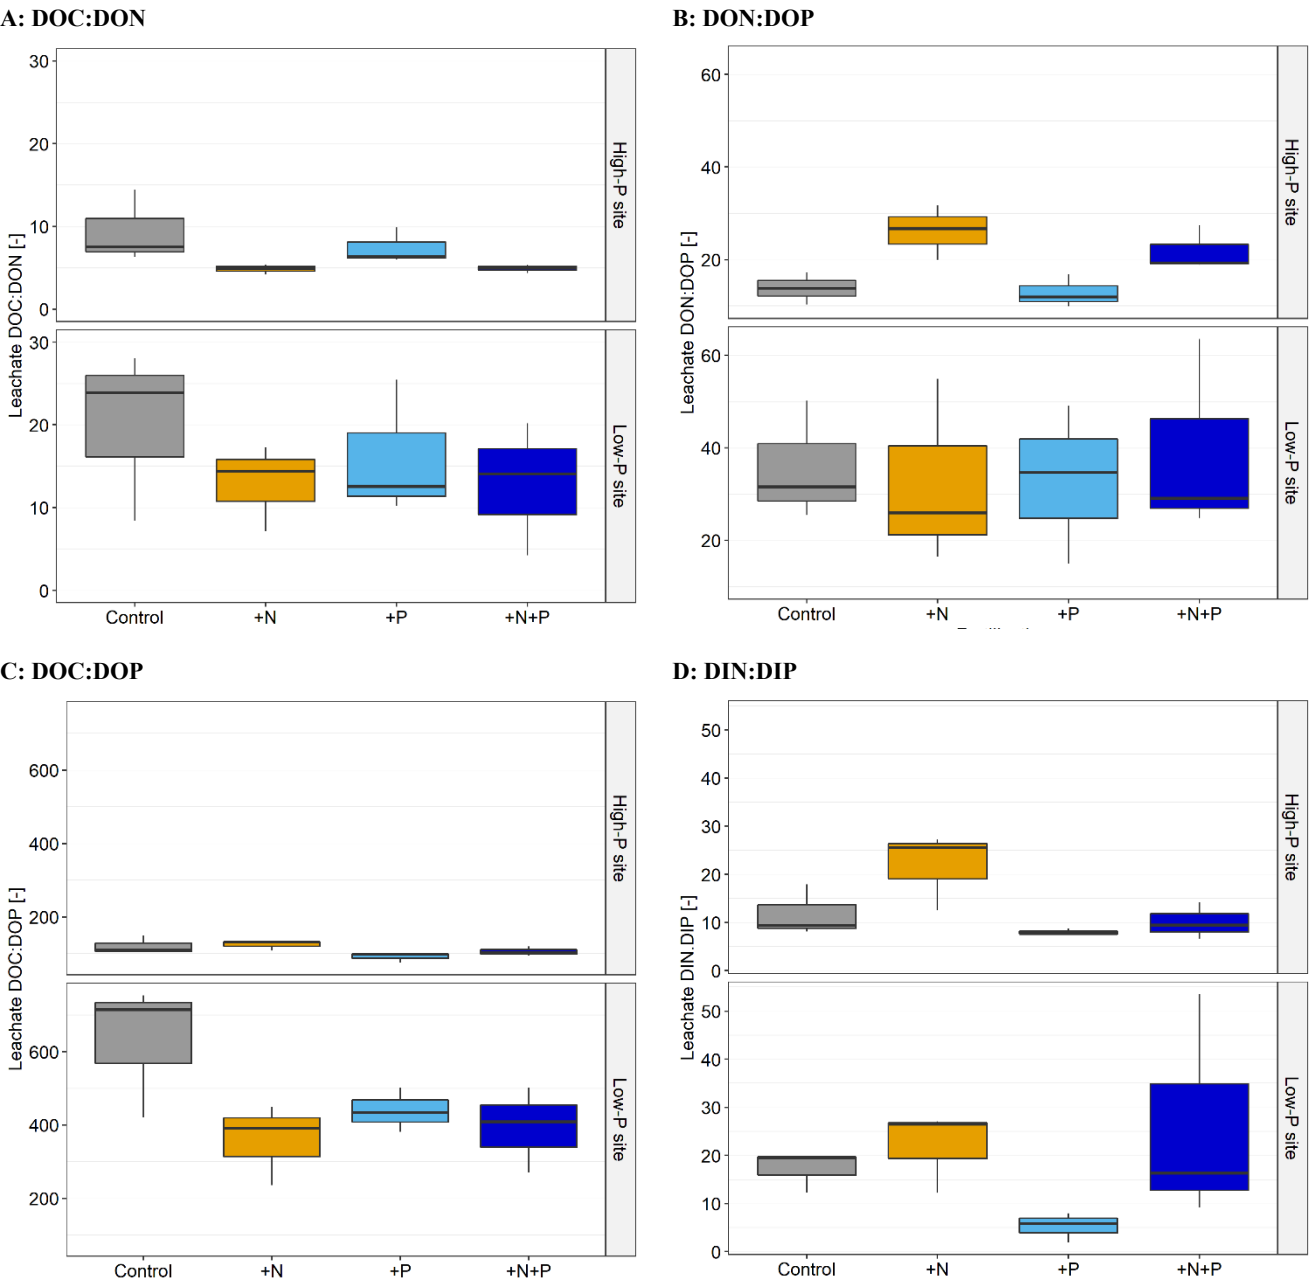 A: DOC:DON
30
20
10
0
High-P site
30
20
10
0
Low-P site
Leachate DOC:DON [-]
Control +N +P +N+P
B: DON:DOP
60
40
20
High-P site
60
40
20
Low-P site
Leachate DON:DOP [-]
Control +N +P +N+P
C: DOC:DOP
600
400
200
High-P site
600
400
200
Low-P site
Leachate DOC:DOP [-]
Control +N +P +N+P
D: DIN:DIP
50
40
30
20
10
0
High-P site
50
40
30
20
10
0
Low-P site
Leachate DIN.DIP [-]
Control +N +P +N+P